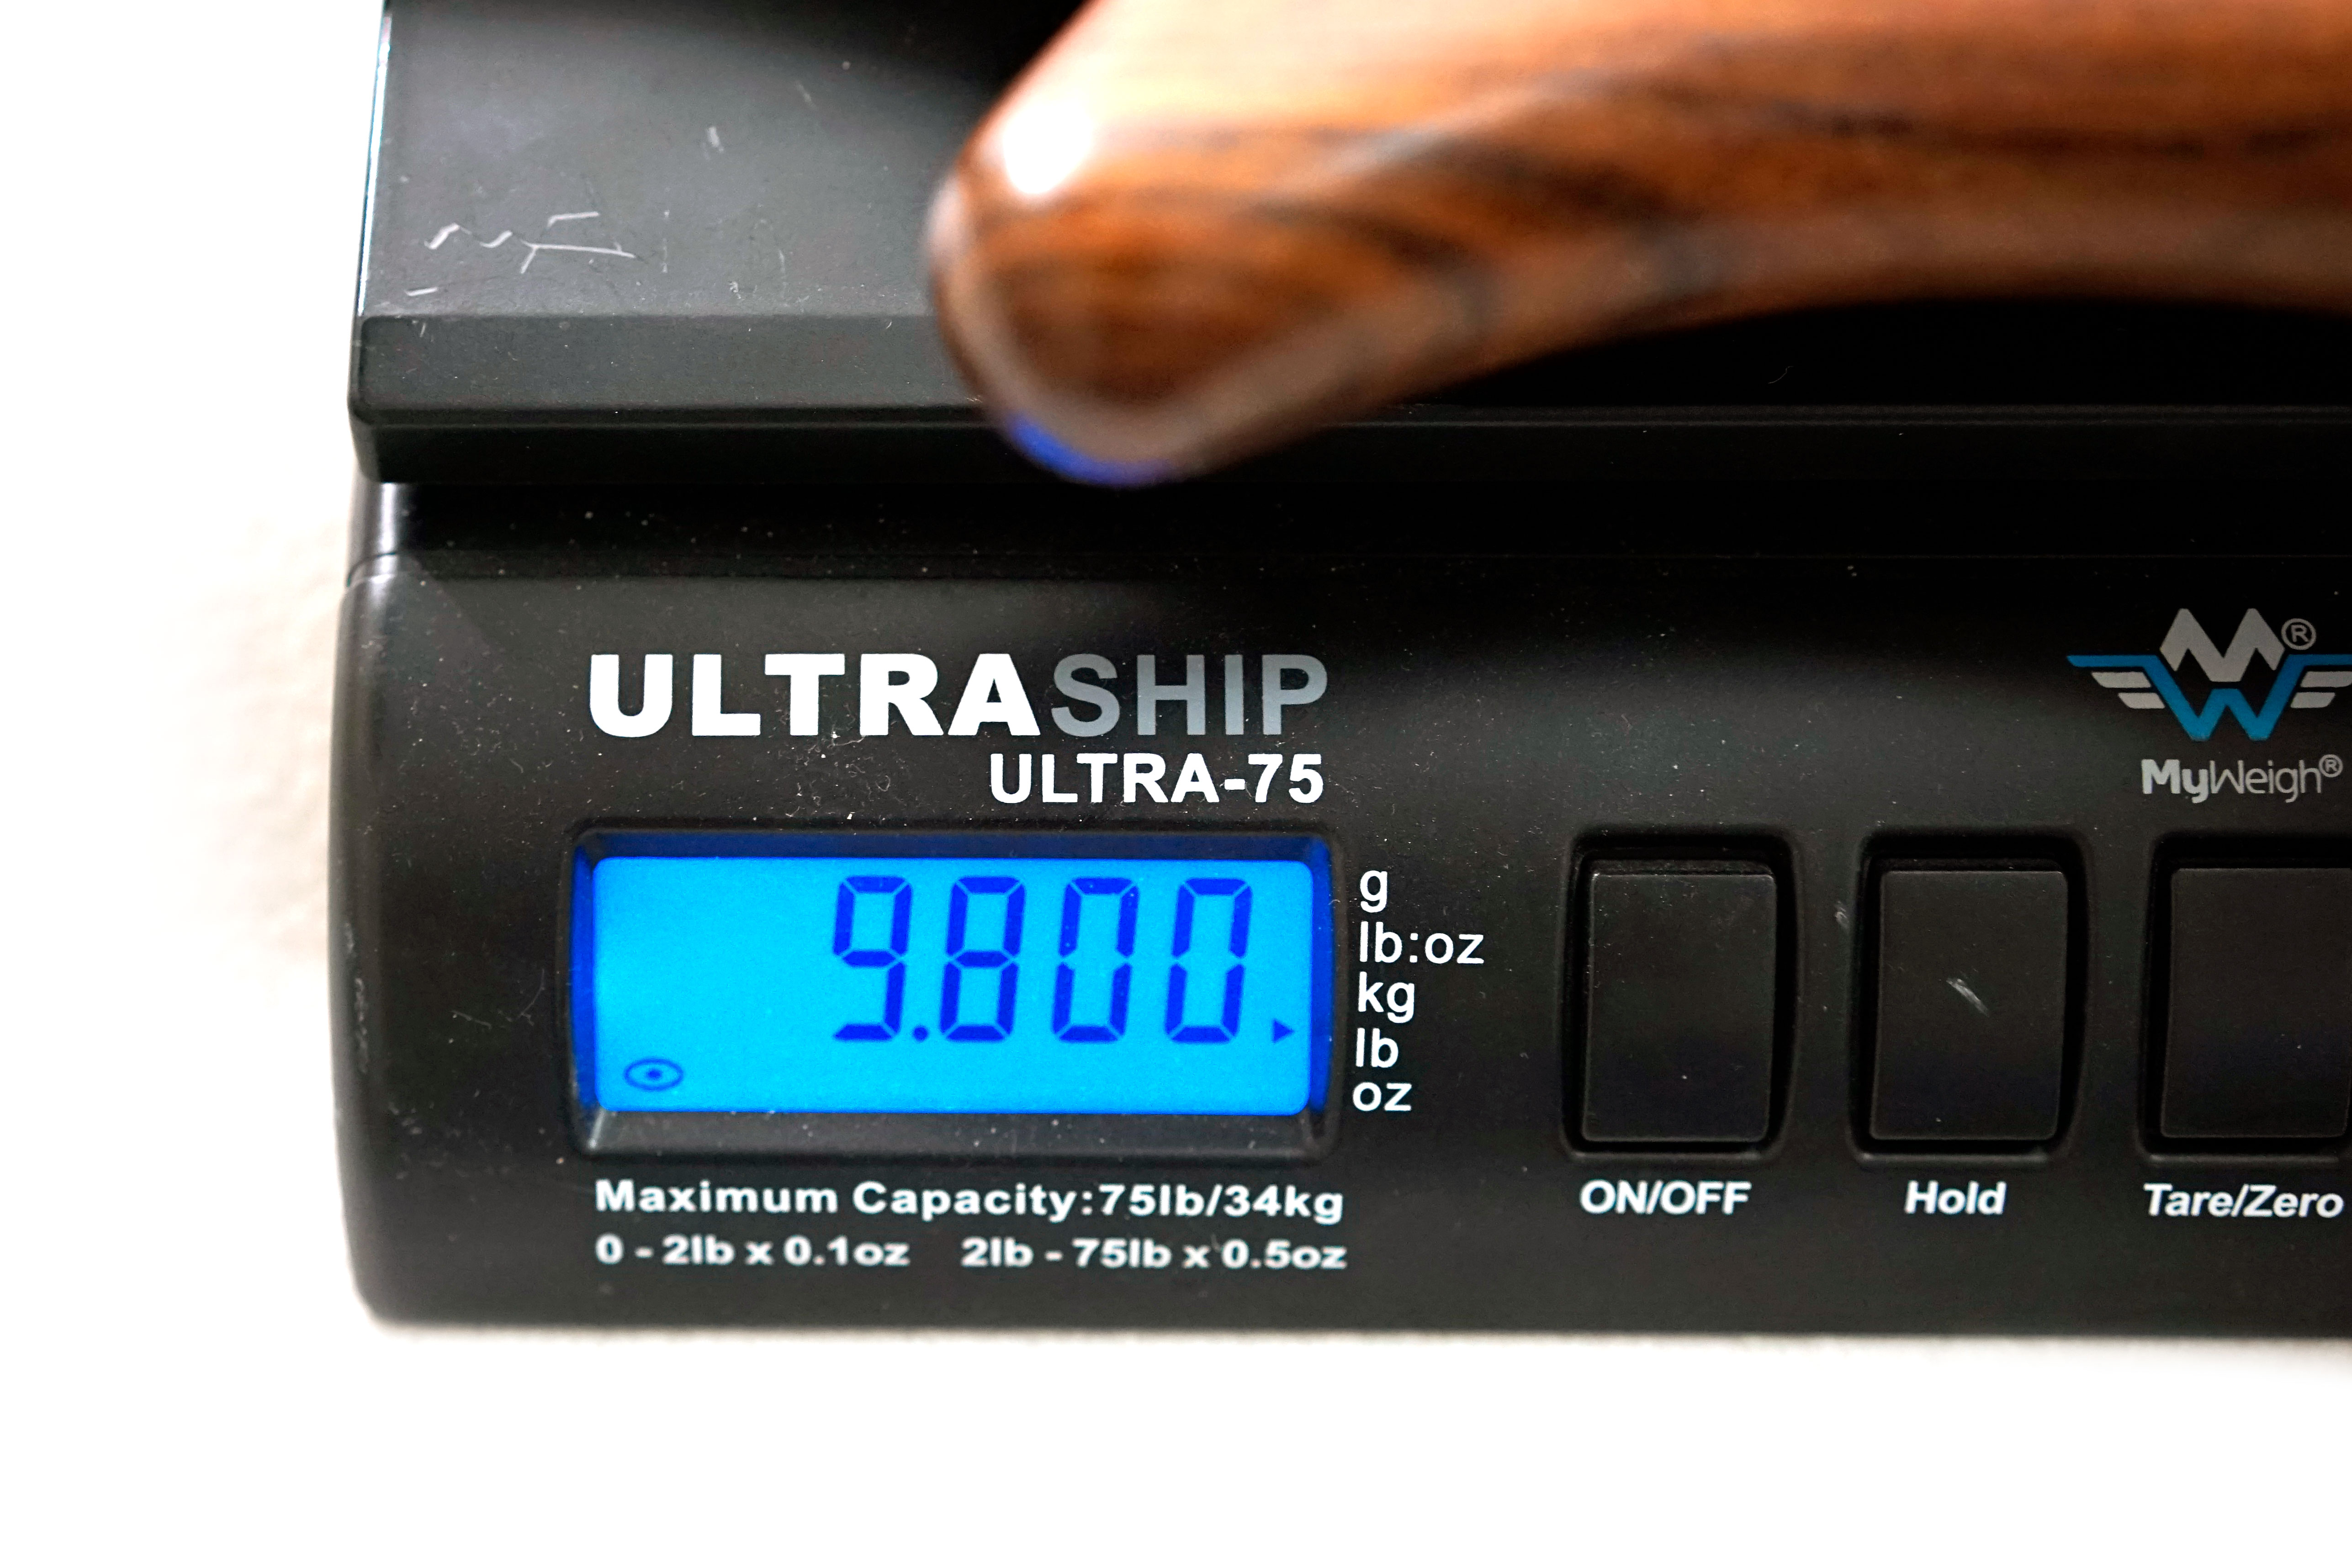 ULTRASHIP
ULTRA-75
MW®
MyWeigh®
9.800
g
lb:oz
kg
lb
oz
Maximum Capacity:75lb/34kg
0 - 2lb x 0.1oz 2lb - 75lb x 0.5oz
ON/OFF
Hold
Tare/Zero